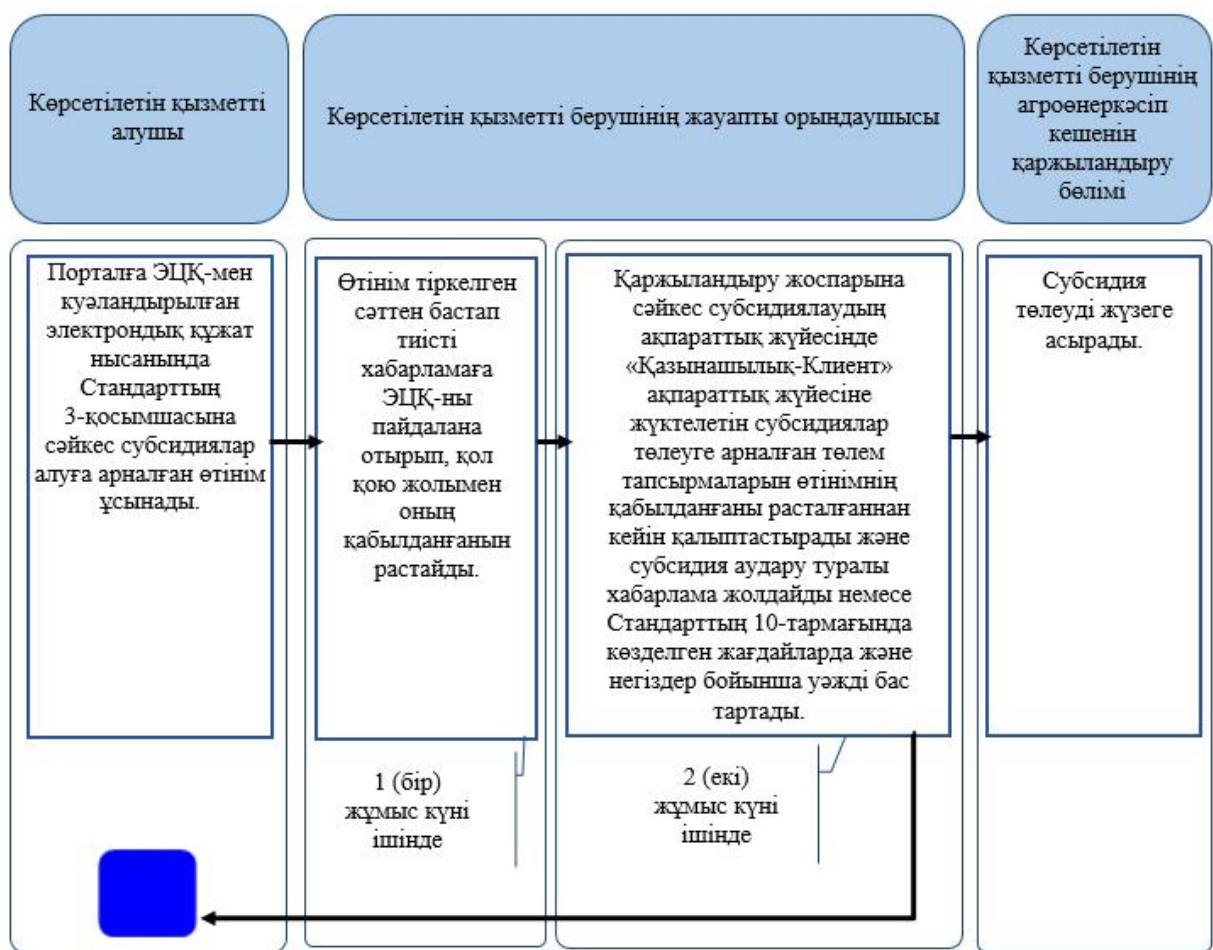 Көрсетілетін қызметті
алушы
Көрсетілетін қызметті берушінің жауапты орындаушысы
Көрсетілетін
қызметті берушінің
агроөнеркәсіп
кешенін
қаржыландыру
бөлімі
Порталға ЭЦҚ-мен
куәландырылған
электрондық құжат
нысанында
Стандарттың
3-қосымшасына
сәйкес субсидиялар
алуға арналған өтінім
ұсынады.
Өтінім тіркелген
сәттен бастап
тиісті
хабарламаға
ЭЦҚ-ны
пайдалана
отырып, қол
қою жолымен
оның
қабылданғанын
растайды.
Қаржыландыру жоспарына
сәйкес субсидиялаудың
ақпараттық жүйесінде
«Қазынашылық-Клиент»
ақпараттық жүйесіне
жүктелетін субсидиялар
төлеуге арналған төлем
тапсырмаларын өтінімнің
қабылданғаны расталғаннан
кейін қалыптастырады және
субсидия аудару туралы
хабарлама жолдайды немесе
Стандарттың 10-тармағында
көзделген жағдайларда және
негіздер бойынша уәжді бас
тартады.
Субсидия
төлеуді жүзеге
асырады.
1 (бір)
жұмыс күні
ішінде
2 (екі)
жұмыс күні
ішінде